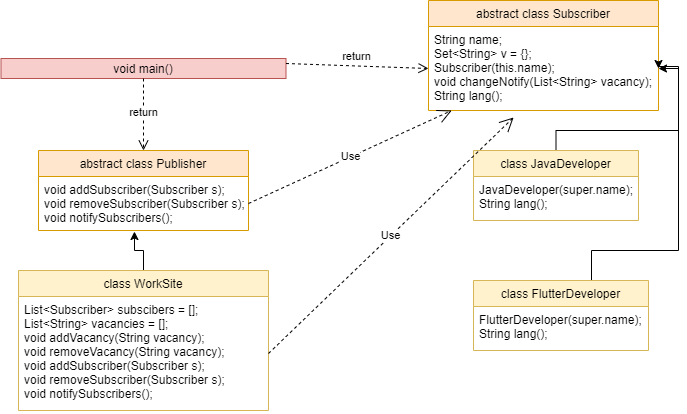 abstract class Subscriber
String name;
Set<String> v = {};
Subscriber(this.name);
void changeNotify(List<String> vacancy);
String lang();
return
void main()
return
abstract class Publisher
void addSubscriber(Subscriber s);
void removeSubscriber(Subscriber s);
void notifySubscribers();
Use
class JavaDeveloper
JavaDeveloper(super.name);
String lang();
Use
class WorkSite
List<Subscriber> subscibers = [];
List<String> vacancies = [];
void addVacancy(String vacancy);
void removeVacancy(String vacancy);
void addSubscriber(Subscriber s);
void removeSubscriber(Subscriber s);
void notifySubscribers();
class FlutterDeveloper
FlutterDeveloper(super.name);
String lang();